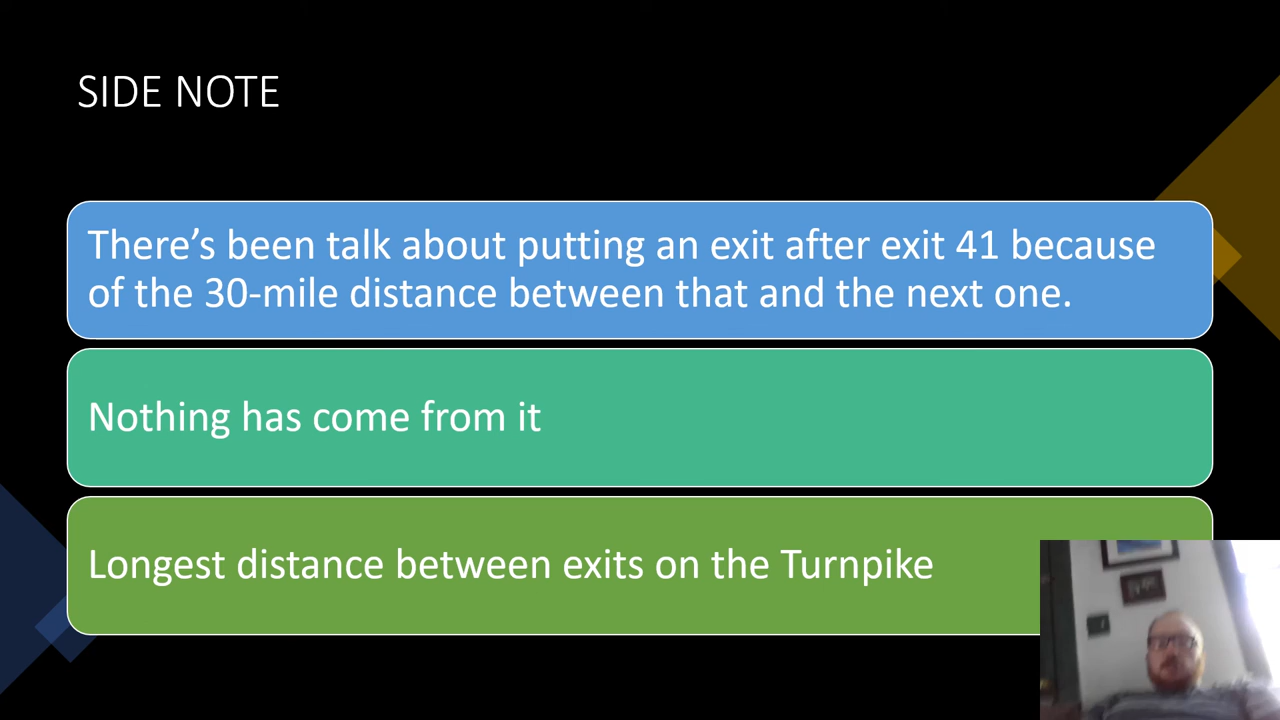 SIDE NOTE
There’s been talk about putting an exit after exit 41 because
of the 30-mile distance between that and the next one.
Nothing has come from it
Longest distance between exits on the Turnpike